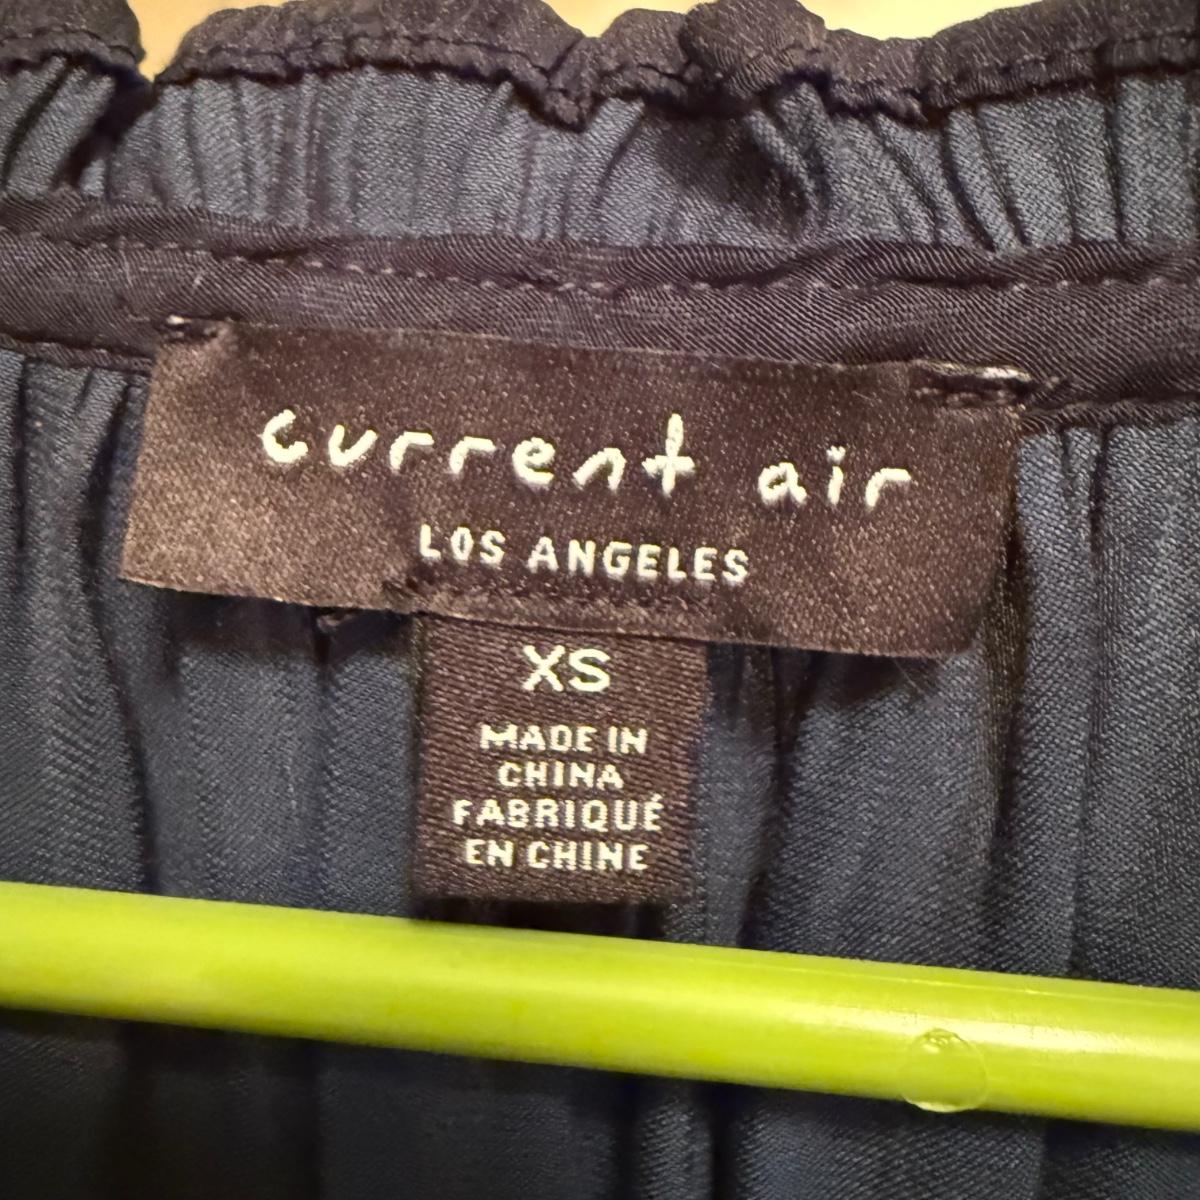 current air
LOS ANGELES
XS
MADE IN
CHINA
FABRIQUÉ
EN CHINE